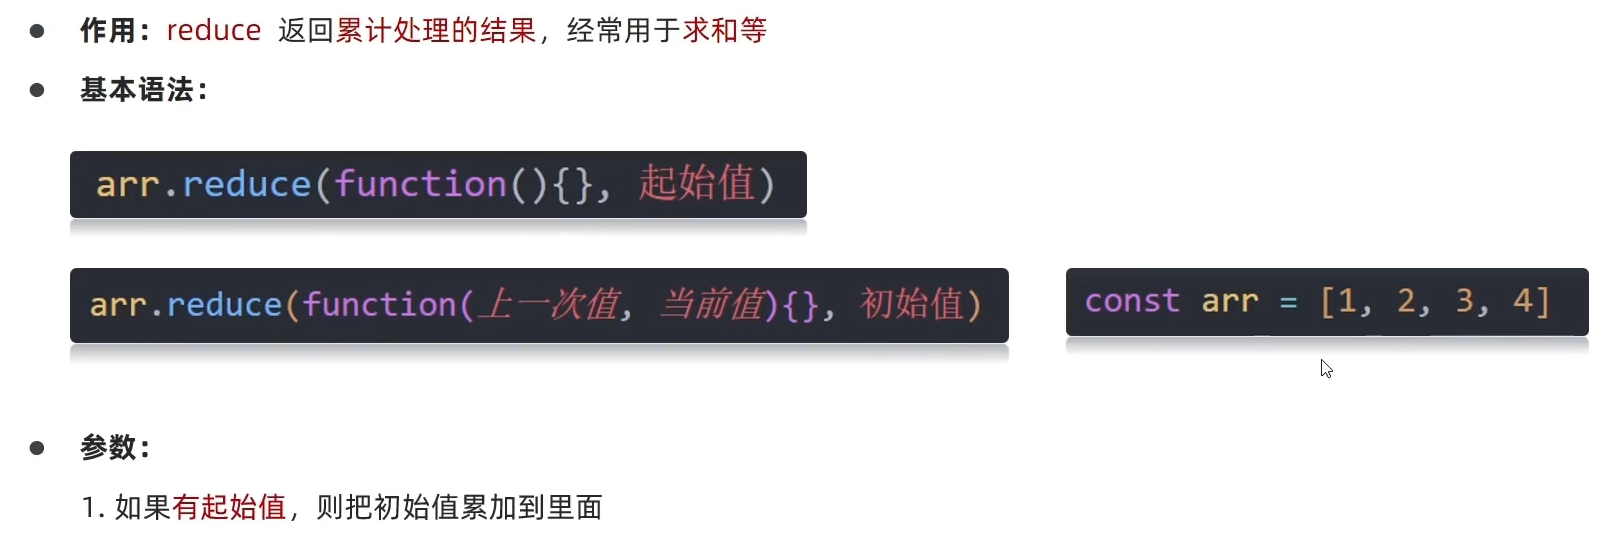 ● 作用：reduce 返回累计处理的结果，经常用于求和等
● 基本语法：
arr.reduce(function(){}, 起始值)
arr.reduce(function(上一次值, 当前值){}, 初始值)
const arr = [1, 2, 3, 4]
● 参数：
1. 如果有起始值，则把初始值累加到里面